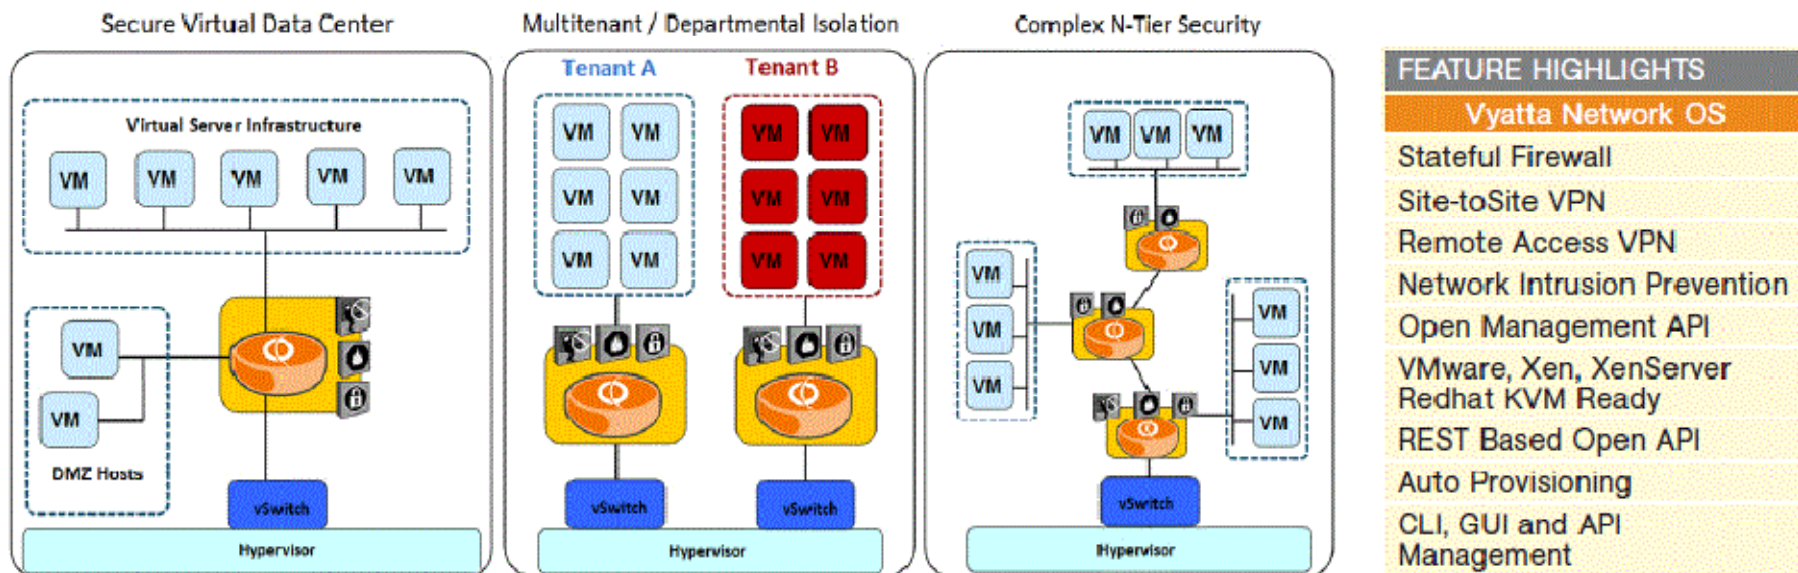 Secure Virtual Data Center
Virtual Server Infrastructure
VM VM VM VM VM
VM
VM
DMZ Hosts
vSwitch
Hypervisor
Multitenant / Departmental Isolation
Tenant A Tenant B
VM VM VM VM
VM VM VM VM
VM VM VM VM
vSwitch vSwitch
Hypervisor
Complex N-Tier Security
VM VM VM
VM
VM
VM
VM
VM
VM
vSwitch
Hypervisor
FEATURE HIGHLIGHTS
Vyatta Network OS
Stateful Firewall
Site-toSite VPN
Remote Access VPN
Network Intrusion Prevention
Open Management API
VMware, Xen, XenServer
Redhat KVM Ready
REST Based Open API
Auto Provisioning
CLI, GUI and API
Management